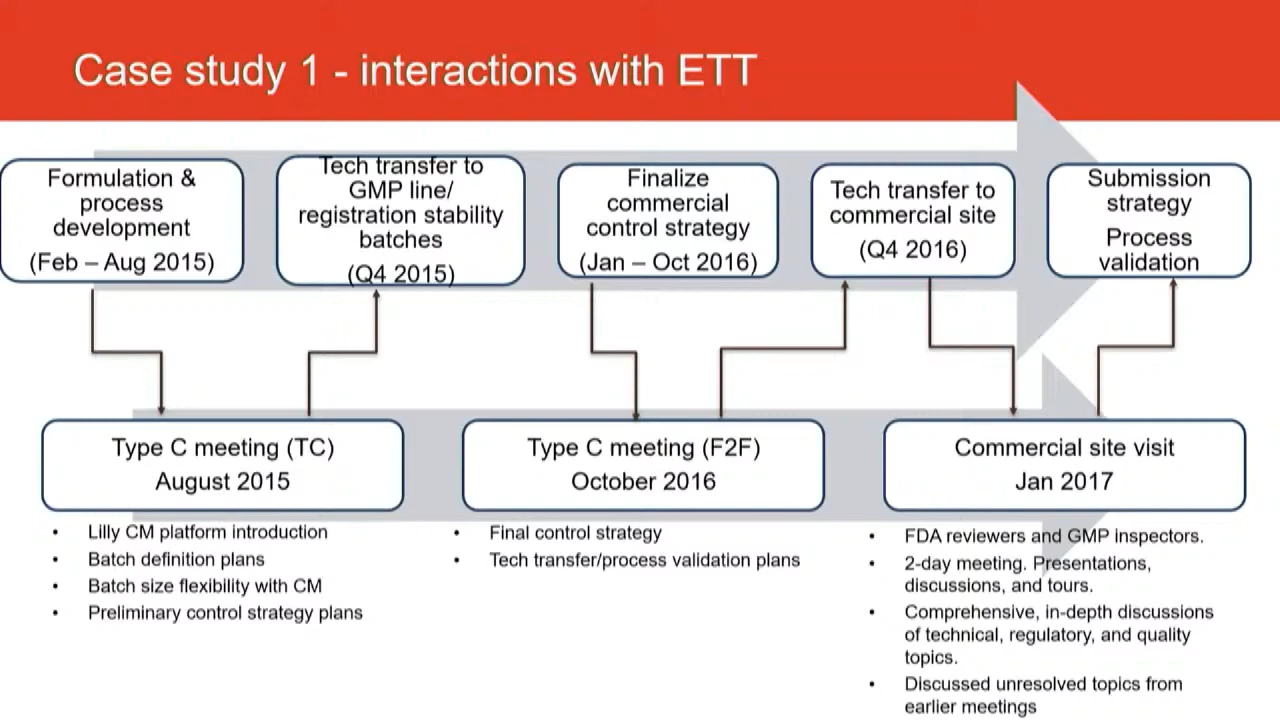 Case study 1 - interactions with ETT
Formulation &
process
development
(Feb – Aug 2015)
Tech transfer to
GMP line/
registration stability
batches
(Q4 2015)
Finalize
commercial
control strategy
(Jan – Oct 2016)
Tech transfer to
commercial site
(Q4 2016)
Submission
strategy
Process
validation
Type C meeting (TC)
August 2015
• Lilly CM platform introduction
• Batch definition plans
• Batch size flexibility with CM
• Preliminary control strategy plans
Type C meeting (F2F)
October 2016
• Final control strategy
• Tech transfer/process validation plans
Commercial site visit
Jan 2017
• FDA reviewers and GMP inspectors.
• 2-day meeting. Presentations,
discussions, and tours.
• Comprehensive, in-depth discussions
of technical, regulatory, and quality
topics.
• Discussed unresolved topics from
earlier meetings